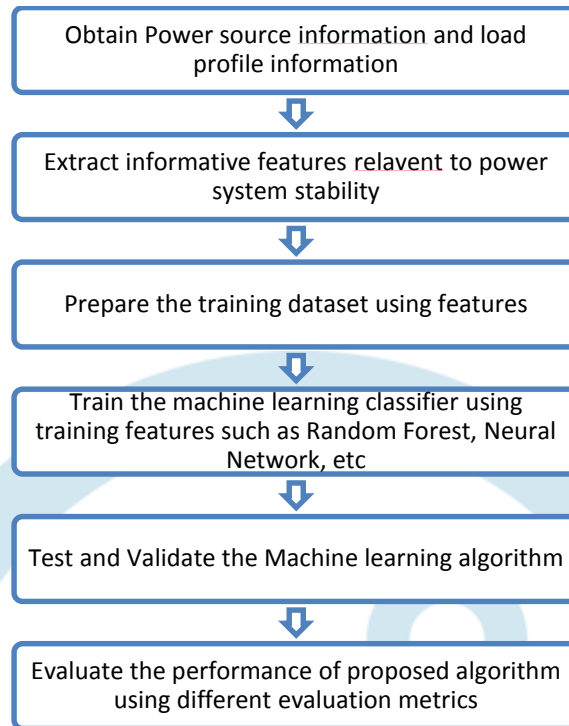 Obtain Power source information and load
profile information
Extract informative features relavent to power
system stability
Prepare the training dataset using features
Train the machine learning classifier using
training features such as Random Forest, Neural
Network, etc
Test and Validate the Machine learning algorithm
Evaluate the performance of proposed algorithm
using different evaluation metrics